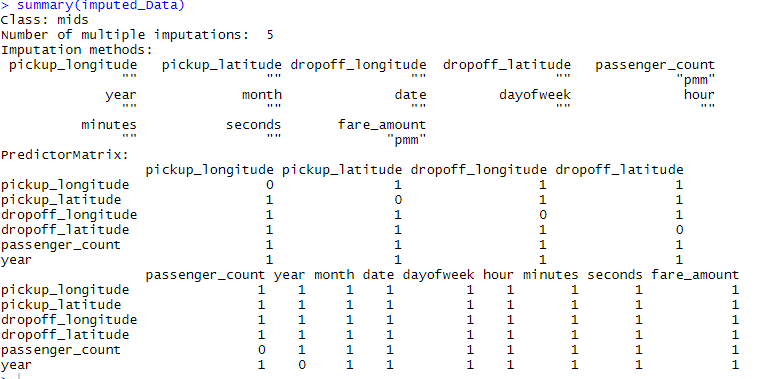 > summary(imputed_Data)
Class: mids
Number of multiple imputations:  5
Imputation methods:
 pickup_longitude   pickup_latitude dropoff_longitude  dropoff_latitude   passenger_count
               ""                ""                ""                ""             "pmm"
             year             month              date         dayofweek              hour
               ""                ""                ""                ""                ""
          minutes           seconds       fare_amount
               ""                ""             "pmm"
PredictorMatrix:
                  pickup_longitude pickup_latitude dropoff_longitude dropoff_latitude
pickup_longitude                 0               1                 1                1
pickup_latitude                  1               0                 1                1
dropoff_longitude                1               1                 0                1
dropoff_latitude                 1               1                 1                0
passenger_count                  1               1                 1                1
year                             1               1                 1                1
                  passenger_count year month date dayofweek hour minutes seconds fare_amount
pickup_longitude                1    1     1    1         1    1       1       1           1
pickup_latitude                 1    1     1    1         1    1       1       1           1
dropoff_longitude               1    1     1    1         1    1       1       1           1
dropoff_latitude                1    1     1    1         1    1       1       1           1
passenger_count                 0    1     1    1         1    1       1       1           1
year                            1    0     1    1         1    1       1       1           1
>